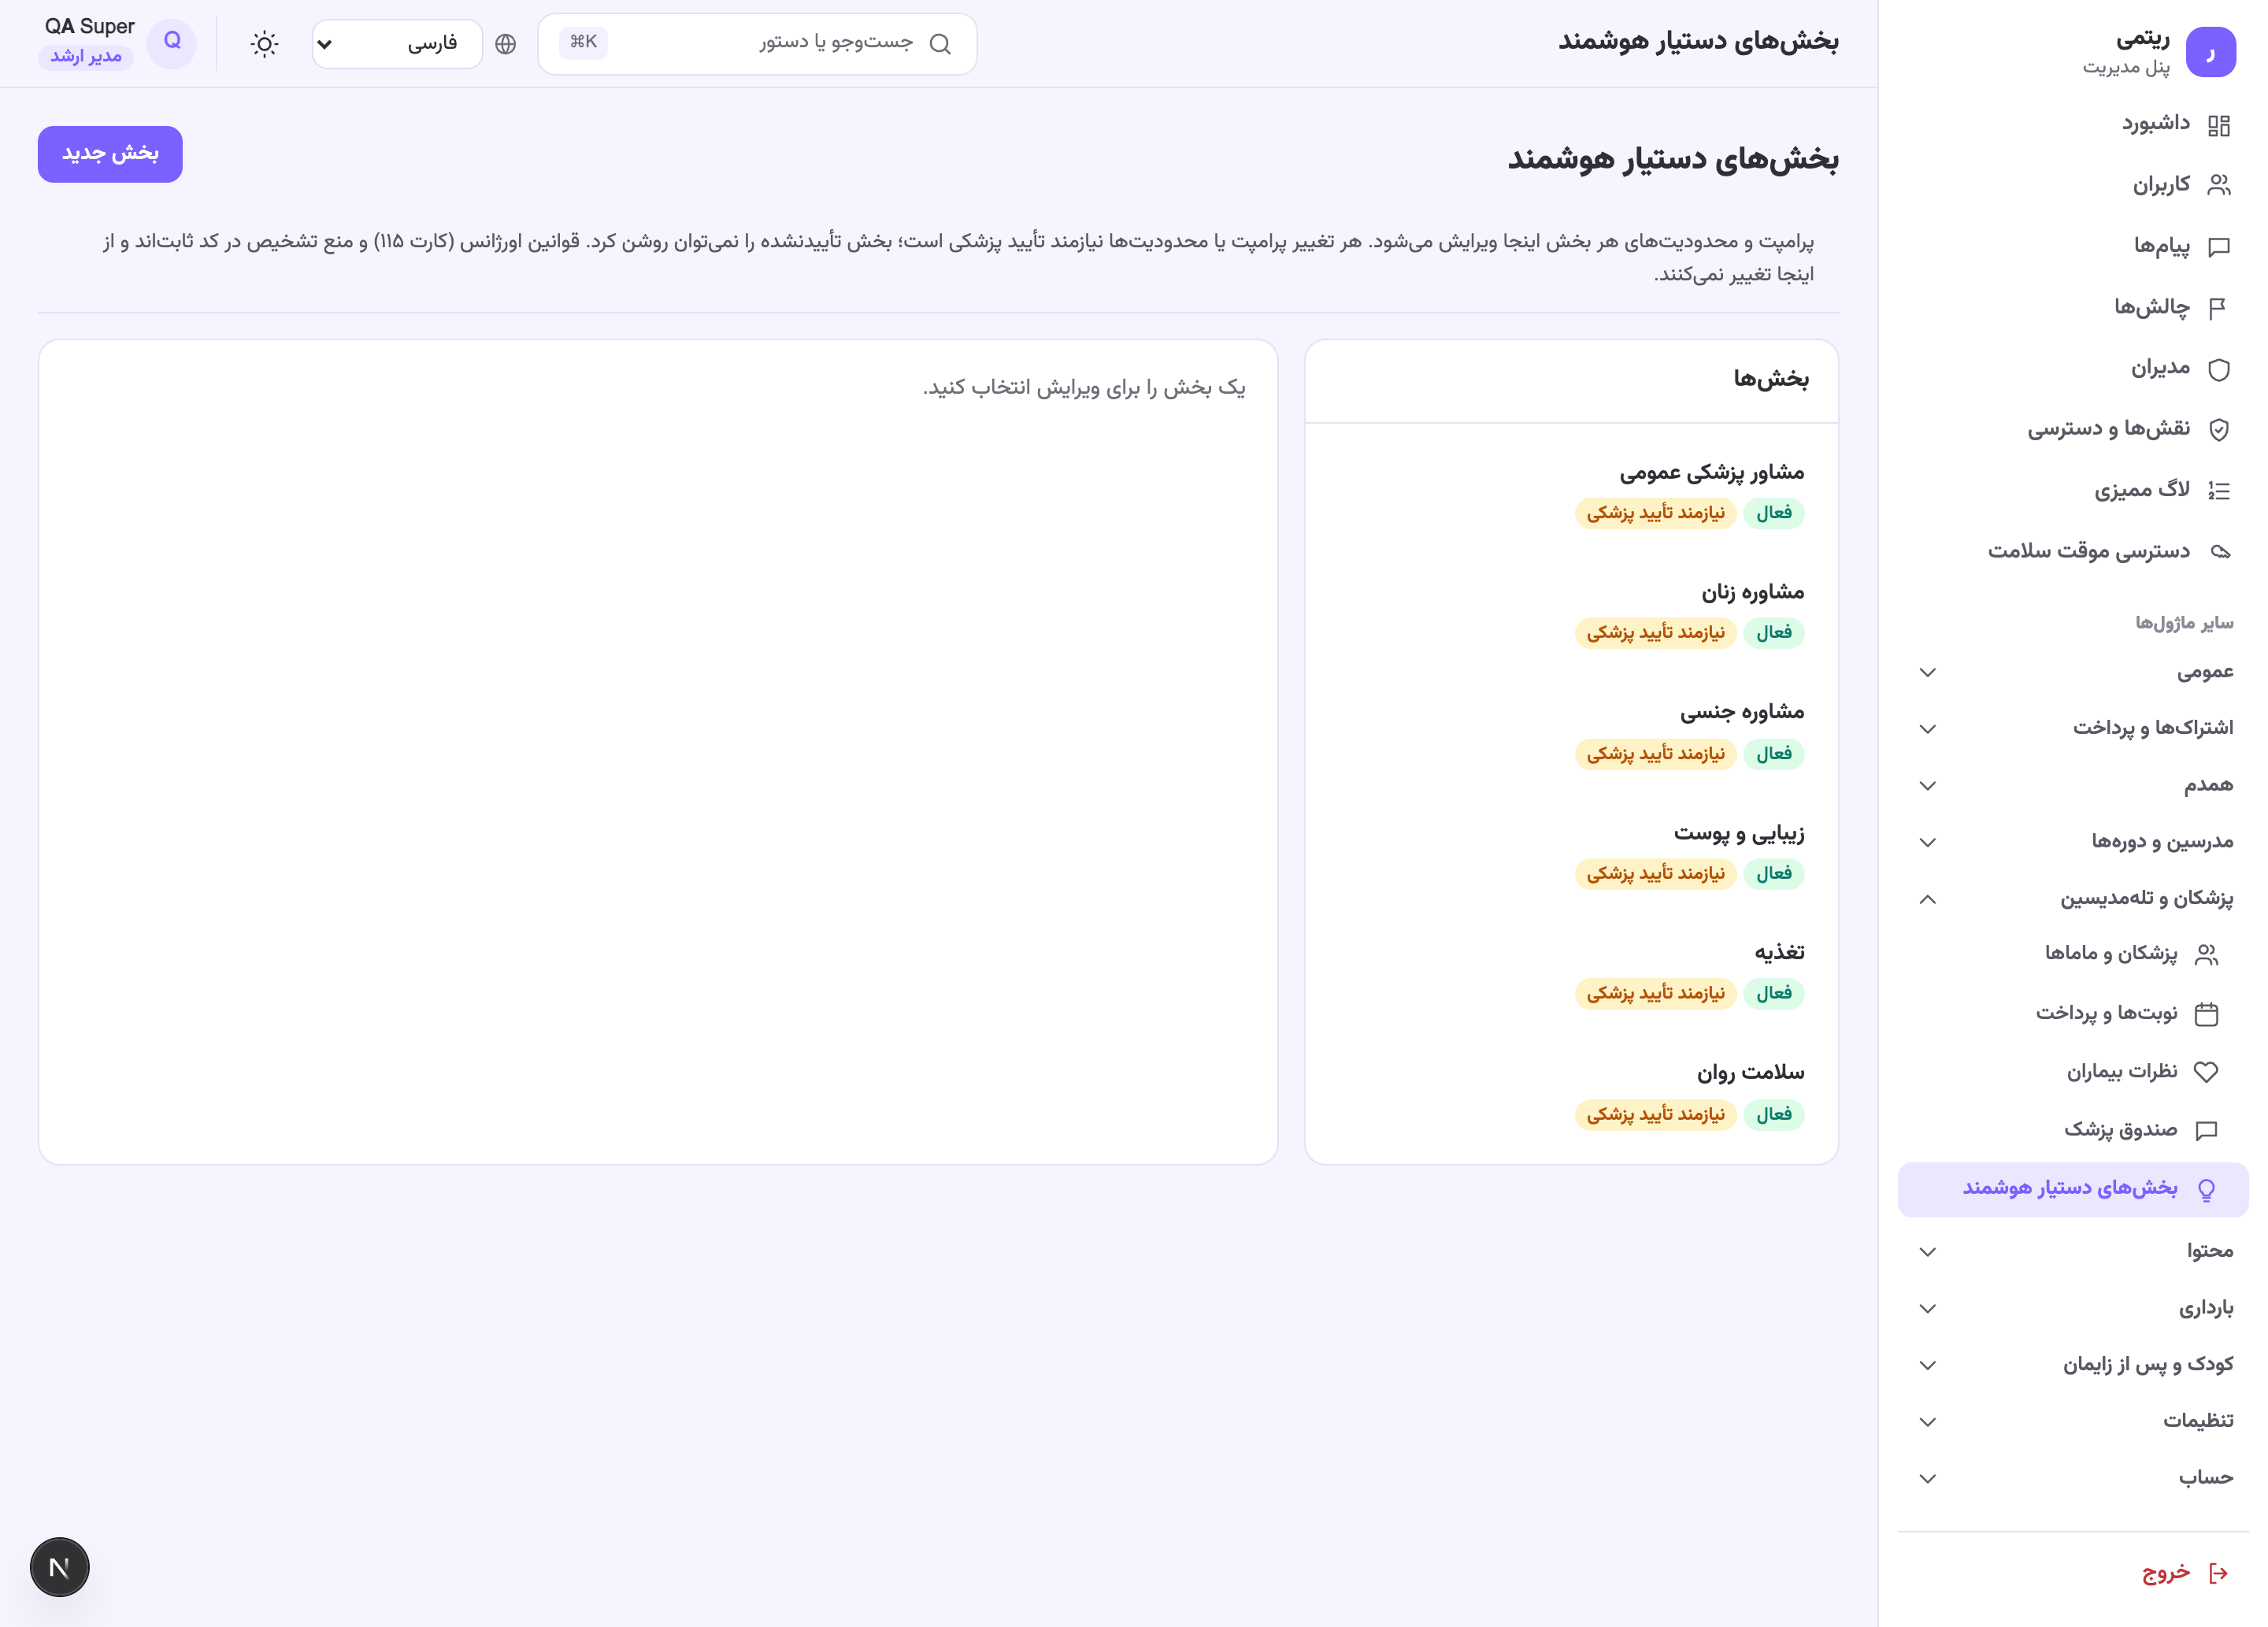 ر
ریتمی
پنل مدیریت
داشبورد
کاربران
پیام‌ها
چالش‌ها
مدیران
نقش‌ها و دسترسی
لاگ ممیزی
دسترسی موقت سلامت
سایر ماژول‌ها
عمومی
اشتراک‌ها و پرداخت
همدم
مدرسین و دوره‌ها
پزشکان و تله‌مدیسین
پزشکان و ماماها
نوبت‌ها و پرداخت
نظرات بیماران
صندوق پزشک
بخش‌های دستیار هوشمند
محتوا
بارداری
کودک و پس از زایمان
تنظیمات
حساب
خروج
بخش‌های دستیار هوشمند
جست‌وجو یا دستور
⌘K
فارسی
Q
QA Super
مدیر ارشد
بخش‌های دستیار هوشمند
بخش جدید
پرامپت و محدودیت‌های هر بخش اینجا ویرایش می‌شود. هر تغییر پرامپت یا محدودیت‌ها نیازمند تأیید پزشکی است؛ بخش تأییدنشده را نمی‌توان روشن کرد. قوانین اورژانس (کارت ۱۱۵) و منع تشخیص در کد ثابت‌اند و از
اینجا تغییر نمی‌کنند.
بخش‌ها
مشاور پزشکی عمومی
فعال
نیازمند تأیید پزشکی
مشاوره زنان
فعال
نیازمند تأیید پزشکی
مشاوره جنسی
فعال
نیازمند تأیید پزشکی
زیبایی و پوست
فعال
نیازمند تأیید پزشکی
تغذیه
فعال
نیازمند تأیید پزشکی
سلامت روان
فعال
نیازمند تأیید پزشکی
یک بخش را برای ویرایش انتخاب کنید.
N